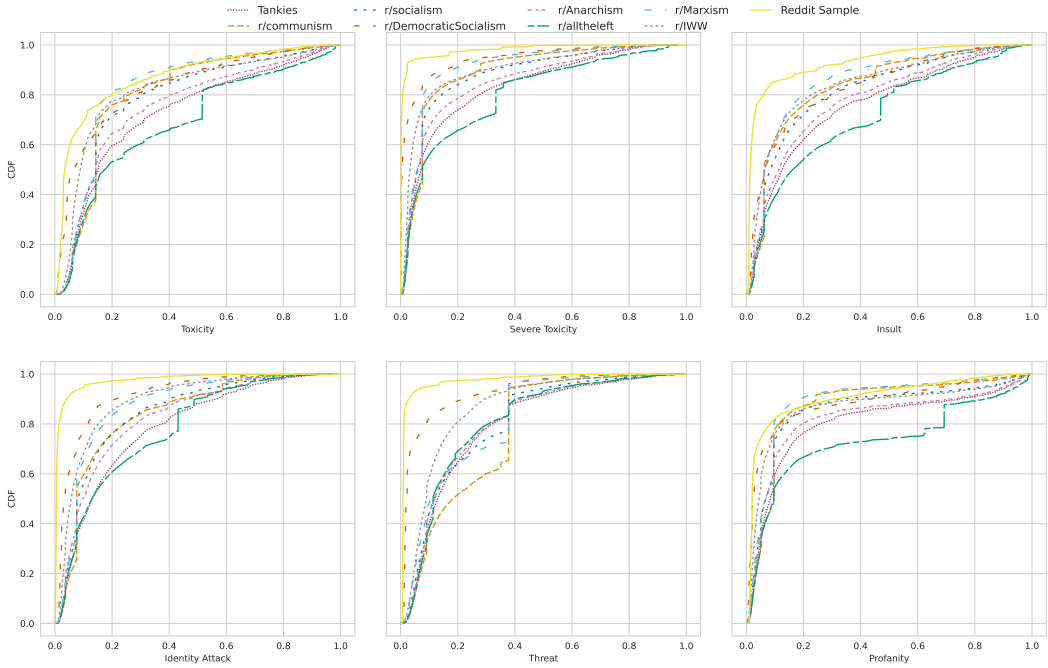 Tankies r/socialism r/Anarchism r/Marxism Reddit Sample
r/communism r/DemocraticSocialism r/alltheleft r/IWW
1.0
0.8
0.6
0.4
0.2
0.0
CDF
0.0 0.2 0.4 0.6 0.8 1.0
Toxicity
0.0 0.2 0.4 0.6 0.8 1.0
Severe Toxicity
0.0 0.2 0.4 0.6 0.8 1.0
Insult
1.0
0.8
0.6
0.4
0.2
0.0
CDF
0.0 0.2 0.4 0.6 0.8 1.0
Identity Attack
0.0 0.2 0.4 0.6 0.8 1.0
Threat
0.0 0.2 0.4 0.6 0.8 1.0
Profanity